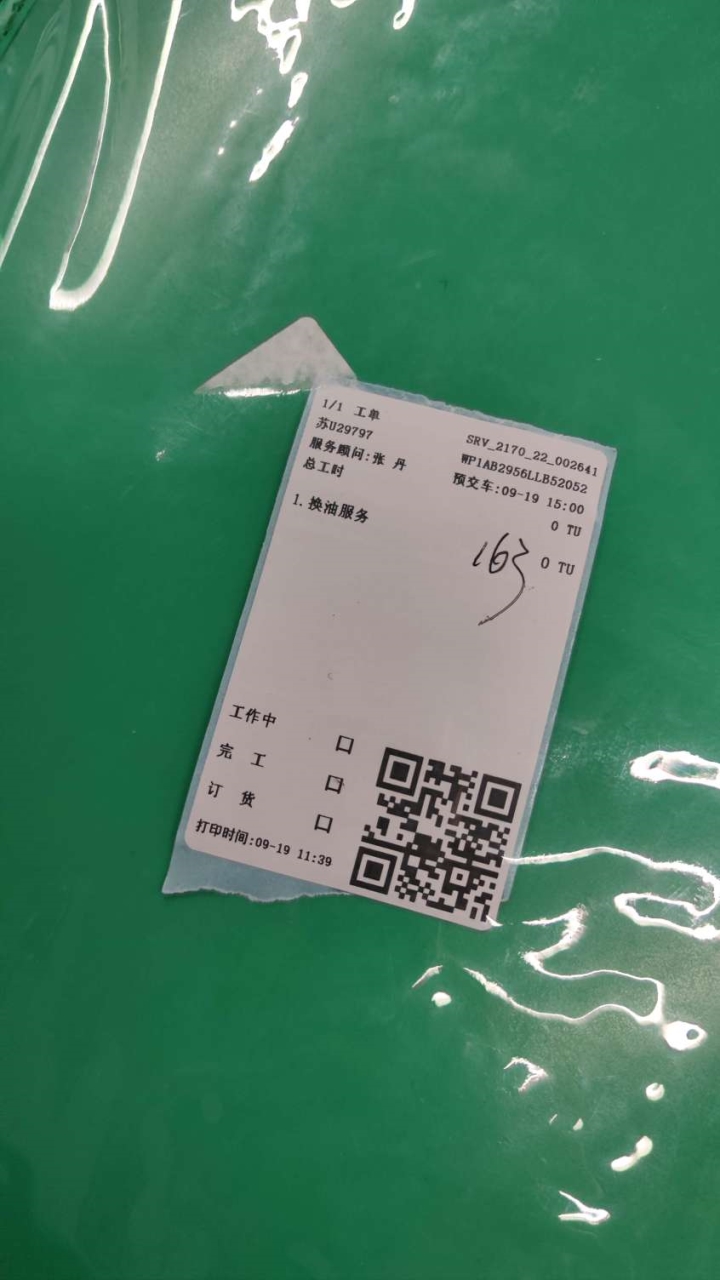 1/1 工单 SRV_2170_22_002641
苏U29797 WP1AB2956LLB52052
服务顾问:张 丹 预交车:09-19 15:00
总工时 0 TU
1. 换油服务 0 TU
163
工作中 □
完 工 □
订 货 □
打印时间:09-19 11:39